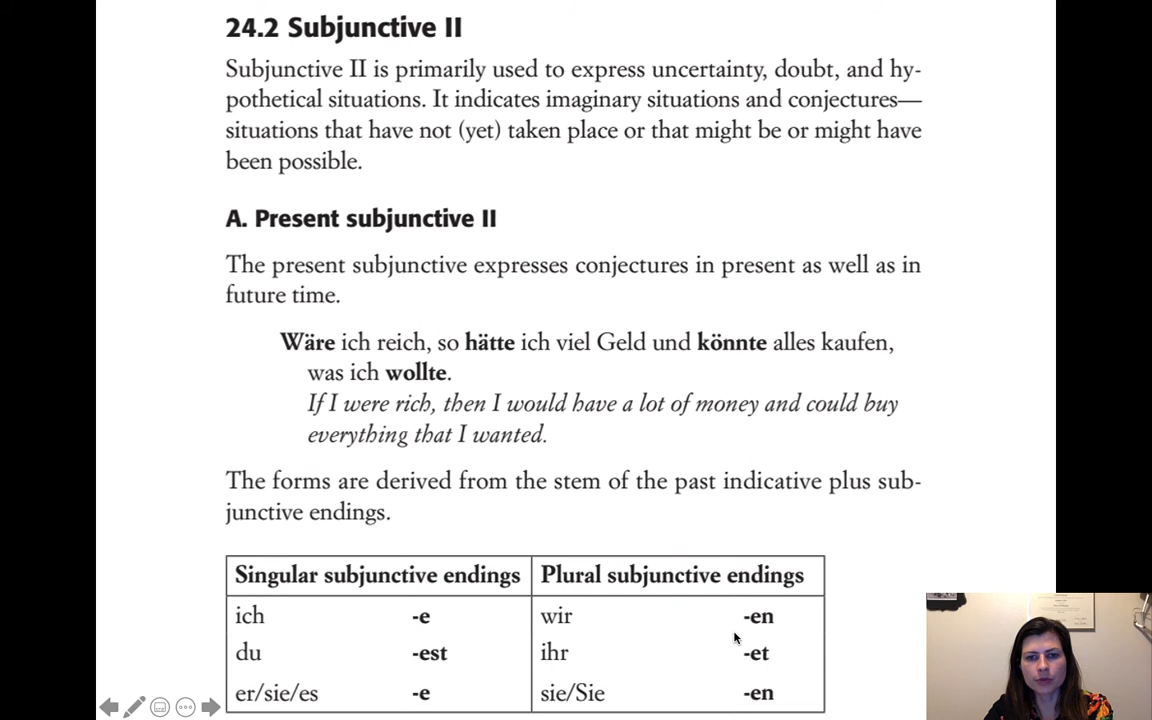 24.2 Subjunctive II
Subjunctive II is primarily used to express uncertainty, doubt, and hy-
pothetical situations. It indicates imaginary situations and conjectures—
situations that have not (yet) taken place or that might be or might have
been possible.
A. Present subjunctive II
The present subjunctive expresses conjectures in present as well as in
future time.
Wäre ich reich, so hätte ich viel Geld und könnte alles kaufen,
was ich wollte.
If I were rich, then I would have a lot of money and could buy
everything that I wanted.
The forms are derived from the stem of the past indicative plus sub-
junctive endings.
Singular subjunctive endings Plural subjunctive endings
ich -e wir -en
du -est ihr -et
er/sie/es -e sie/Sie -en